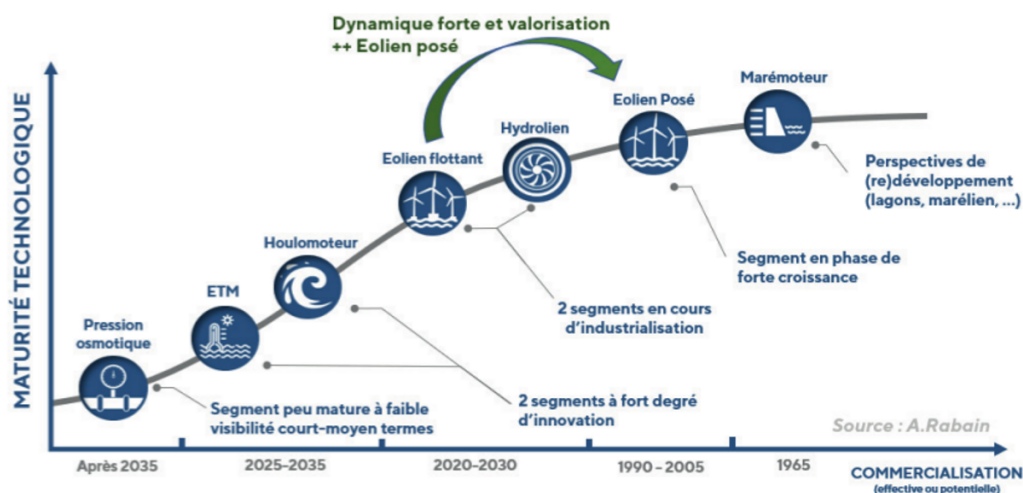 Dynamique forte et valorisation
++ Eolien posé
MATURITÉ TECHNOLOGIQUE
Marémoteur
Eolien Posé
Hydrolien
Eolien flottant
Perspectives de
(re)développement
(lagons, marélien, ...)
Houlomoteur
Segment en phase de
forte croissance
ETM
2 segments en cours
d'industrialisation
Pression
osmotique
2 segments à fort degré
d'innovation
Segment peu mature à faible
visibilité court-moyen termes
Source : A.Rabain
Après 2035
2025-2035
2020-2030
1990-2005
1965
COMMERCIALISATION
(effective ou potentielle)